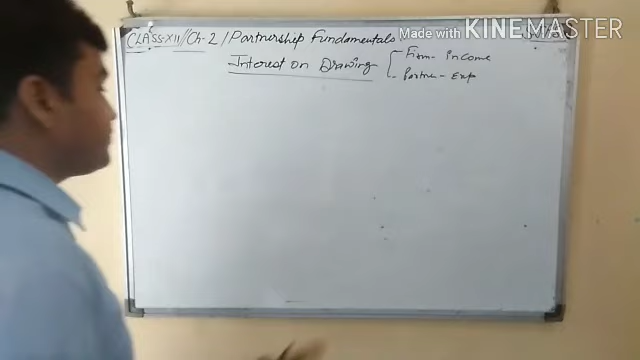 CLASS-XII // Ch-2 / Partnership Fundamentals
Made with KINEMASTER
Interest on Drawing
Firm - income
Partner - Exp